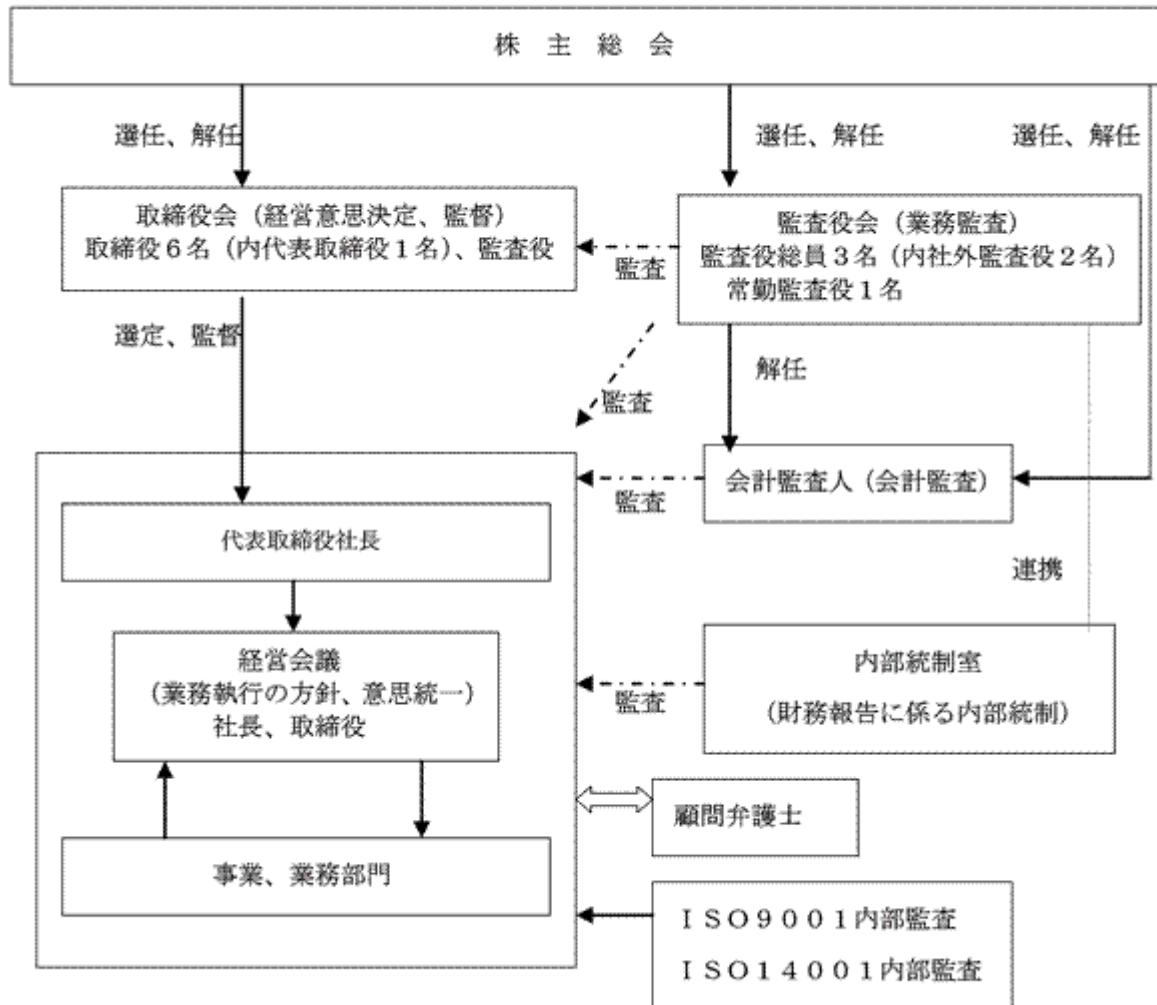 株主総会
選任、解任
選任、解任
選任、解任
取締役会（経営意思決定、監督）
取締役６名（内代表取締役１名）、監査役
監査
監査役会（業務監査）
監査役総員３名（内社外監査役２名）
常勤監査役１名
選定、監督
解任
監査
会計監査人（会計監査）
監査
代表取締役社長
連携
経営会議
（業務執行の方針、意思統一）
社長、取締役
監査
内部統制室
（財務報告に係る内部統制）
顧問弁護士
事業、業務部門
ＩＳＯ９００１内部監査
ＩＳＯ１４００１内部監査